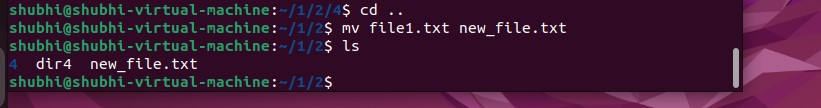 shubhi@shubhi-virtual-machine:~/1/2/4$ cd ..
shubhi@shubhi-virtual-machine:~/1/2$ mv file1.txt new_file.txt
shubhi@shubhi-virtual-machine:~/1/2$ ls
4  dir4  new_file.txt
shubhi@shubhi-virtual-machine:~/1/2$